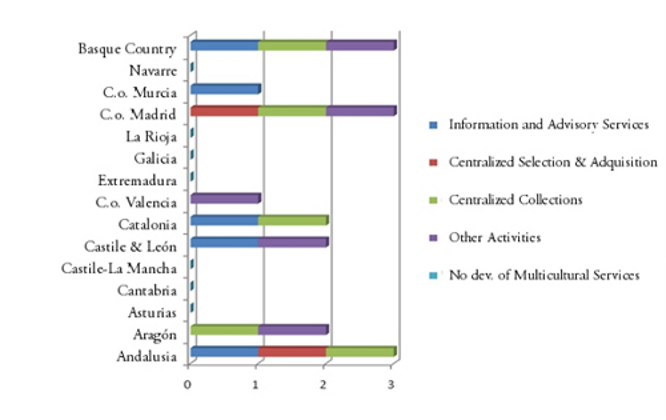 Basque Country
Navarre
C.o. Murcia
C.o. Madrid
La Rioja
Galicia
Extremadura
C.o. Valencia
Catalonia
Castile & León
Castile-La Mancha
Cantabria
Asturias
Aragón
Andalusia
0 1 2 3
Information and Advisory Services
Centralized Selection & Adquisition
Centralized Collections
Other Activities
No dev. of Multicultural Services